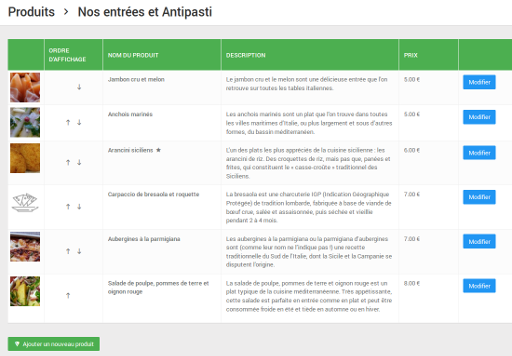 Produits > Nos entrées et Antipasti
ORDRE
D'AFFICHAGE
NOM DU PRODUIT
DESCRIPTION
PRIX
Jambon cru et melon
Le jambon cru et le melon sont une délicieuse entrée que l'on
retrouve sur toutes les tables italiennes.
5.00 €
Modifier
Anchois marinés
Les anchois marinés sont un plat que l'on trouve dans toutes
les villes maritimes d'Italie, ou plus largement et sous d'autres
formes, du bassin méditerranéen.
5.00 €
Modifier
Arancini siciliens ★
L'un des plats les plus appréciés de la cuisine sicilienne : les
arancini de riz. Des croquettes de riz, mais pas que, panées et
frites, qui constituent le « casse-croûte » traditionnel des
Siciliens.
6.00 €
Modifier
Carpaccio de bresaola et roquette
La bresaola est une charcuterie IGP (Indication Géographique
Protégée) de tradition lombarde, fabriquée à base de viande de
bœuf crue, salée et assaisonnée, puis séchée et vieillie
pendant 2 à 4 mois.
7.00 €
Modifier
Aubergines à la parmigiana
Les aubergines à la parmigiana ou la parmigiana d'aubergines
sont (comme leur nom ne l'indique pas !) une recette
traditionnelle du Sud de l'Italie, dont la Sicile et la Campanie se
disputent l'origine.
7.00 €
Modifier
Salade de poulpe, pommes de terre et
oignon rouge
La salade de poulpe, pommes de terre et oignon rouge est un
plat typique de la cuisine méditerranéenne. Très appétissante,
cette salade est parfaite en entrée comme en plat et peut être
consommée froide en été et tiède en automne ou en hiver.
8.00 €
Modifier
Ajouter un nouveau produit